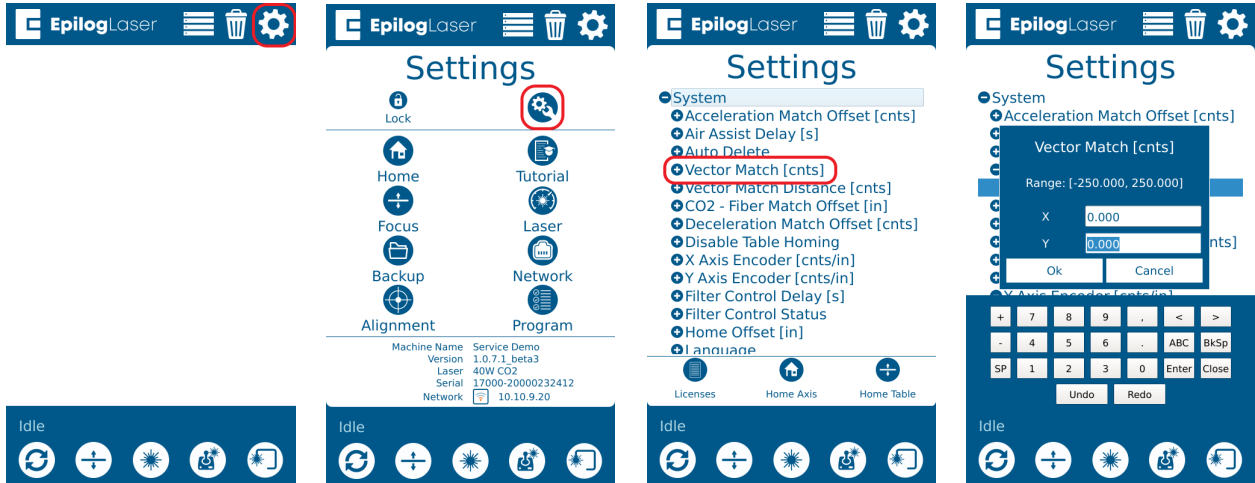 EpilogLaser
Idle
EpilogLaser
Settings
Lock
Home Tutorial
Focus Laser
Backup Network
Alignment Program
Machine Name Service Demo
Version 1.0.7.1_beta3
Laser 40W CO2
Serial 17000-20000232412
Network 10.10.9.20
Idle
EpilogLaser
Settings
System
Acceleration Match Offset [cnts]
Air Assist Delay [s]
Auto Delete
Vector Match [cnts]
Vector Match Distance [cnts]
CO2 - Fiber Match Offset [in]
Deceleration Match Offset [cnts]
Disable Table Homing
X Axis Encoder [cnts/in]
Y Axis Encoder [cnts/in]
Filter Control Delay [s]
Filter Control Status
Home Offset [in]
Language
Licenses Home Axis Home Table
Idle
EpilogLaser
Settings
System
Acceleration Match Offset [cnts]
Vector Match [cnts]
Range: [-250.000, 250.000]
X 0.000
Y 0.000
nts]
Ok Cancel
Y Axis Encoder [cnts/in]
+ 7 8 9 , < >
- 4 5 6 . ABC BkSp
SP 1 2 3 0 Enter Close
Undo Redo
Idle